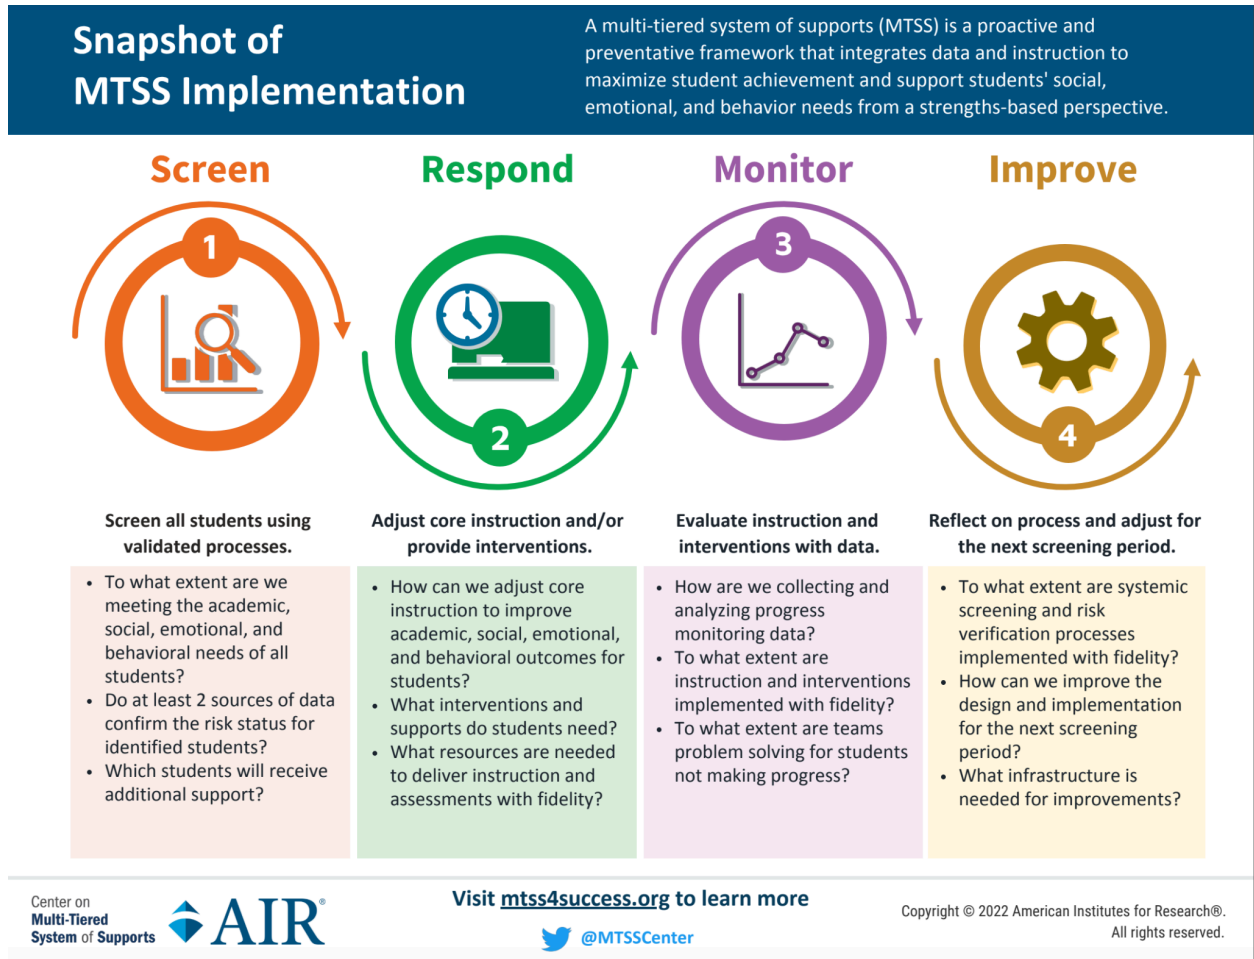 Snapshot of
MTSS Implementation
A multi-tiered system of supports (MTSS) is a proactive and
preventative framework that integrates data and instruction to
maximize student achievement and support students' social,
emotional, and behavior needs from a strengths-based perspective.
Screen
1
Screen all students using
validated processes.
• To what extent are we
meeting the academic,
social, emotional, and
behavioral needs of all
students?
• Do at least 2 sources of data
confirm the risk status for
identified students?
• Which students will receive
additional support?
Respond
2
Adjust core instruction and/or
provide interventions.
• How can we adjust core
instruction to improve
academic, social, emotional,
and behavioral outcomes for
students?
• What interventions and
supports do students need?
• What resources are needed
to deliver instruction and
assessments with fidelity?
Monitor
3
Evaluate instruction and
interventions with data.
• How are we collecting and
analyzing progress
monitoring data?
• To what extent are
instruction and interventions
implemented with fidelity?
• To what extent are teams
problem solving for students
not making progress?
Improve
4
Reflect on process and adjust for
the next screening period.
• To what extent are systemic
screening and risk
verification processes
implemented with fidelity?
• How can we improve the
design and implementation
for the next screening
period?
• What infrastructure is
needed for improvements?
Center on
Multi-Tiered
System of Supports
AIR®
Visit mtss4success.org to learn more
@MTSSCenter
Copyright © 2022 American Institutes for Research®.
All rights reserved.